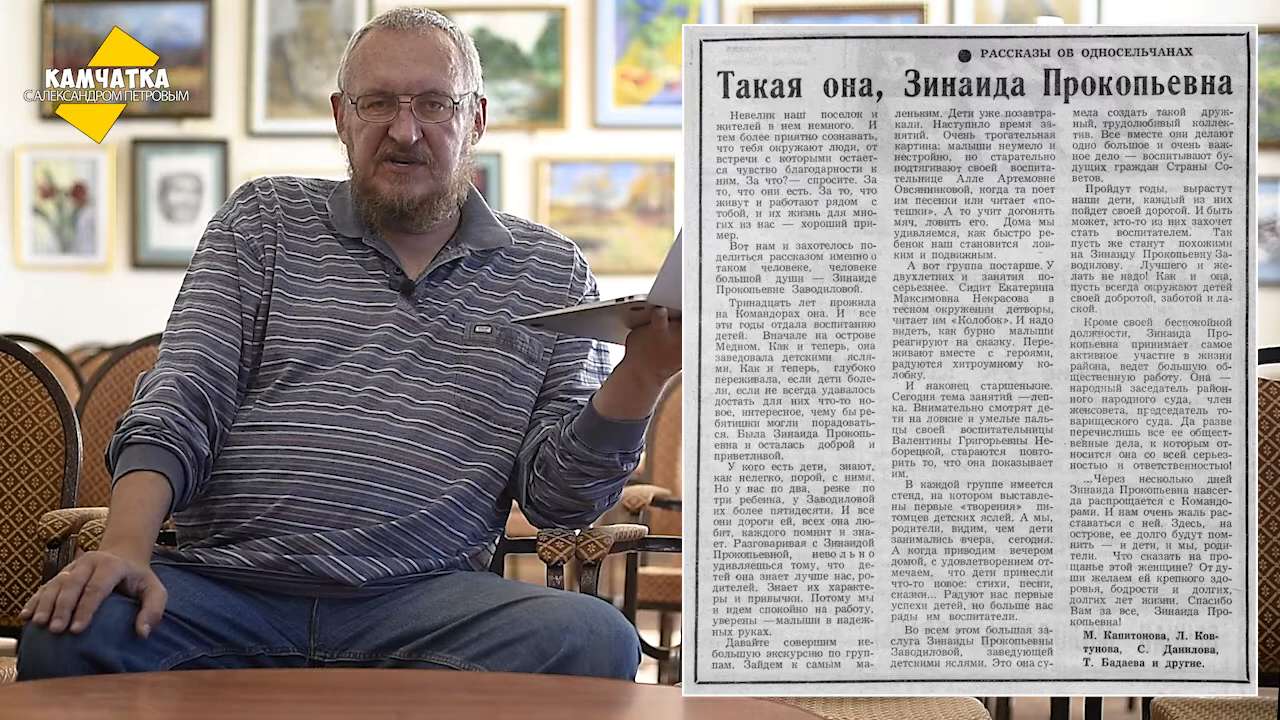 КАМЧАТКА
С АЛЕКСАНДРОМ ПЕТРОВЫМ
РАССКАЗЫ ОБ ОДНОСЕЛЬЧАНАХ
Такая она, Зинаида Прокопьевна
Невелик наш поселок и
жителей в нем немного. И
тем более приятно сознавать,
что тебя окружают люди, от
встречи с которыми остает-
ся чувство благодарности к
ним. За что?— спросите. За
то, что они есть. За то, что
живут и работают рядом с
тобой, и их жизнь для мно-
гих из нас — хороший при-
мер.
Вот нам и захотелось по-
делиться рассказом именно о
таком человеке, человеке
большой души — Зинаиде
Прокопьевне Заводиловой.
Тринадцать лет прожила
на Командорах она. И все
эти годы отдала воспитанию
детей. Вначале на острове
Медном. Как и теперь, она
заведовала детскими ясля-
ми. Как и теперь, глубоко
переживала, если дети боле-
ли, если не всегда удавалось
достать для них что-то но-
вое, интересное, чему бы ре-
бятишки могли порадовать-
ся. Была Зинаида Прокопь-
евна и осталась доброй и
приветливой.
У кого есть дети, знают,
как нелегко, порой, с ними.
Но у нас по два, реже по
три ребенка, у Заводиловой
их более пятидесяти. И все
они дороги ей, всех она лю-
бит, каждого помнит и зна-
ет. Разговаривая с Зинаидой
Прокопьевной, невольно
удивляешься тому, что де-
тей она знает лучше нас, ро-
дителей. Знает их характе-
ры и привычки. Потому мы
и идем спокойно на работу,
уверены —малыши в надеж-
ных руках.
Давайте совершим не-
большую экскурсию по груп-
пам. Зайдем к самым ма-
леньким. Дети уже позавтра-
кали. Наступило время за-
нятий. Очень трогательная
картина: малыши неумело и
нестройно, но старательно
подтягивают своей воспита-
тельнице Алле Артемовне
Овсянниковой, когда та поет
им песенки или читает «по-
тешки». А то учит догонять
мяч, ловить его. Дома мы
удивляемся, как быстро ре-
бенок наш становится лов-
ким и подвижным.
А вот группа постарше. У
двухлетних и занятия по-
серьезнее. Сидит Екатерина
Максимовна Некрасова в
тесном окружении детворы,
читает им «Колобок». И надо
видеть, как бурно малыши
реагируют на сказку. Пере-
живают вместе с героями,
радуются хитроумному ко-
лобку.
И наконец старшенькие.
Сегодня тема занятий —леп-
ка. Внимательно смотрят де-
ти на ловкие и умелые паль-
цы своей воспитательницы
Валентины Григорьевны Не-
борецкой, стараются повто-
рить то, что она показывает
им.
В каждой группе имеется
стенд, на котором выставле-
ны первые «творения» пи-
томцев детских яслей. А мы,
родители, видим, чем дети
занимались вчера, сегодня.
А когда приводим вечером
домой, с удовлетворением от-
мечаем, что дети принесли
что-то новое: стихи, песни,
сказки... Радуют нас первые
успехи детей, но больше нас
рады им воспитатели.
Во всем этом большая за-
слуга Зинаиды Прокопьевны
Заводиловой, заведующей
детскими яслями. Это она су-
мела создать такой друж-
ный, трудолюбивый коллек-
тив. Все вместе они делают
одно большое и очень важ-
ное дело — воспитывают бу-
дущих граждан Страны Со-
ветов.
Пройдут годы, вырастут
наши дети, каждый из них
пойдет своей дорогой. И быть
может, кто-то из них захочет
стать воспитателем. Так
пусть же станут похожими
на Зинаиду Прокопьевну За-
водилову. Лучшего и же-
лать не надо! Как и она,
пусть всегда окружают детей
своей добротой, заботой и ла-
ской.
Кроме своей беспокойной
должности, Зинаида Про-
копьевна принимает самое
активное участие в жизни
района, ведет большую об-
щественную работу. Она —
народный заседатель район-
ного народного суда, член
женсовета, председатель то-
варищеского суда. Да разве
перечислишь все ее общест-
вейные дела, к которым от-
носится она со всей серьез-
ностью и ответственностью!
...Через несколько дней
Зинаида Прокопьевна навсег-
да распрощается с Командо-
рами. И нам очень жаль рас-
ставаться с ней. Здесь, на
острове, ее долго будут пом-
нить — и дети, и мы, роди-
тели. Что сказать на про-
щанье этой женщине? От ду-
ши желаем ей крепкого здо-
ровья, бодрости и долгих,
долгих лет жизни. Спасибо
Вам за все, Зинаида Про-
копьевна!
М. Капитонова, Л. Ков-
тунова, С. Данилова,
Т. Бадаева и другие.